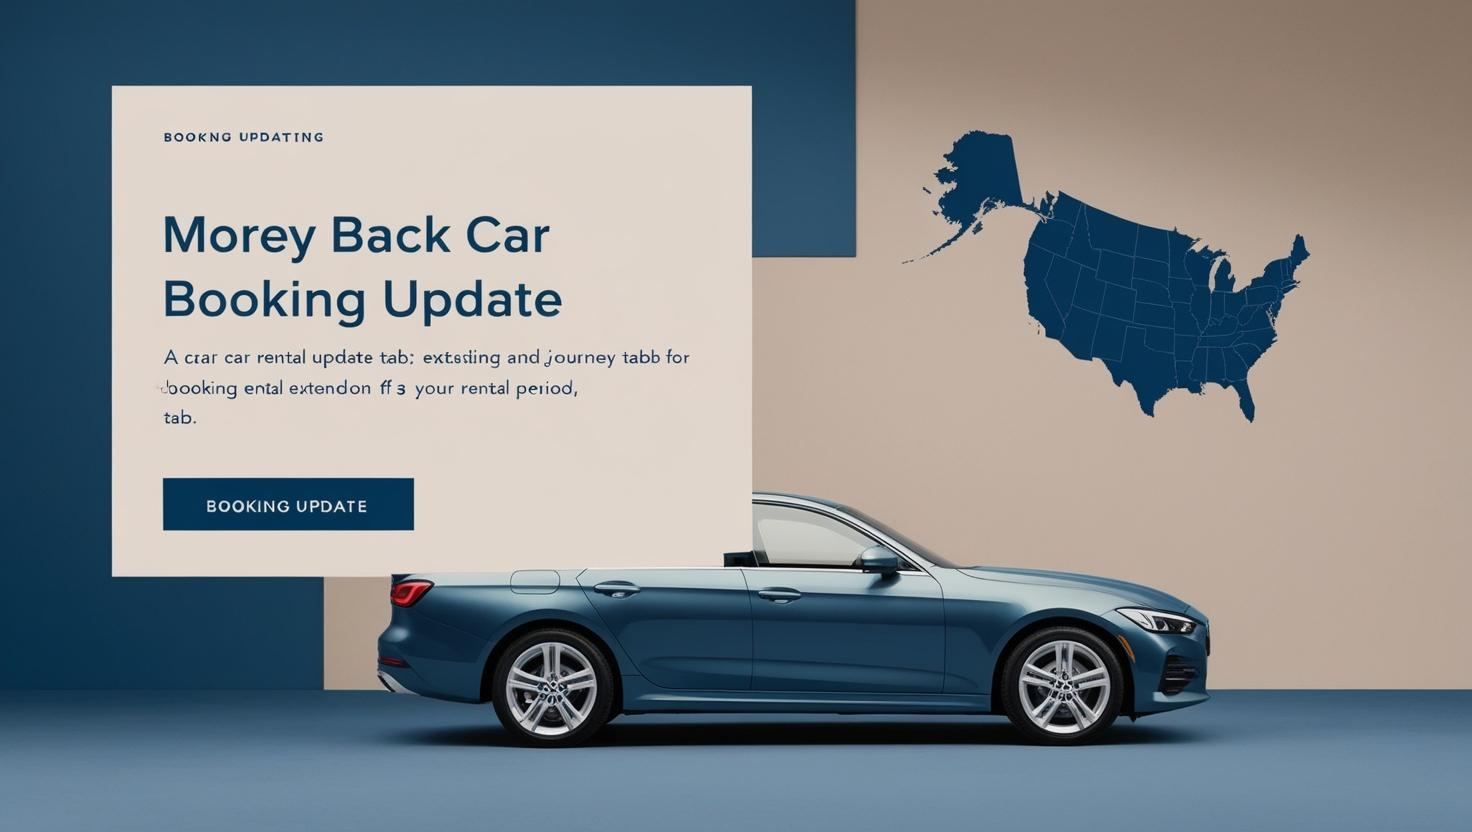 BOOKNG UPDATING
Morey Back Car
Booking Update
A crar car rental update tab: extasting and journey tabb for
booking ental extendon ff 3 your rental period,
tab.
BOOKING UPDATE